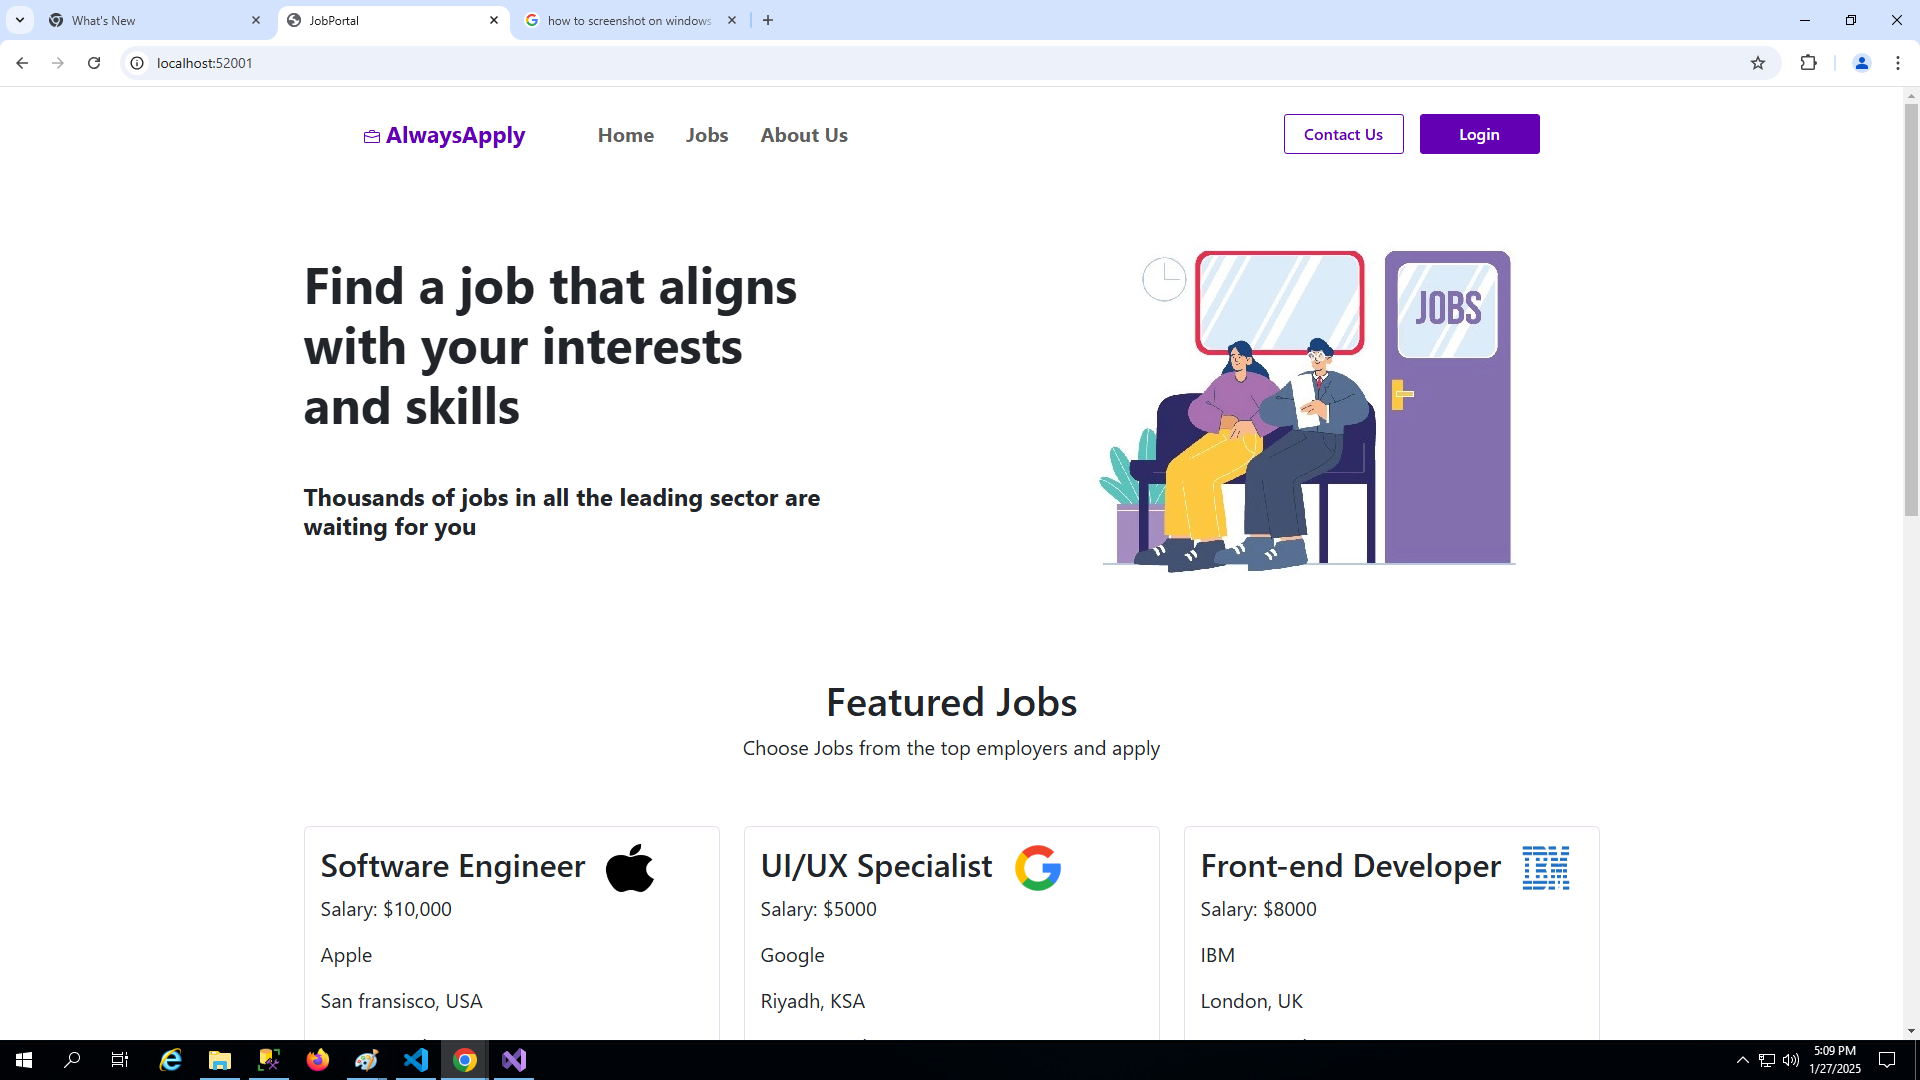 What's New
JobPortal
how to screenshot on windows
localhost:52001
AlwaysApply
Home
Jobs
About Us
Contact Us
Login
Find a job that aligns
with your interests
and skills
Thousands of jobs in all the leading sector are
waiting for you
JOBS
Featured Jobs
Choose Jobs from the top employers and apply
Software Engineer
Salary: $10,000
Apple
San fransisco, USA
UI/UX Specialist
Salary: $5000
Google
Riyadh, KSA
Front-end Developer
IBM
Salary: $8000
IBM
London, UK
5:09 PM
1/27/2025